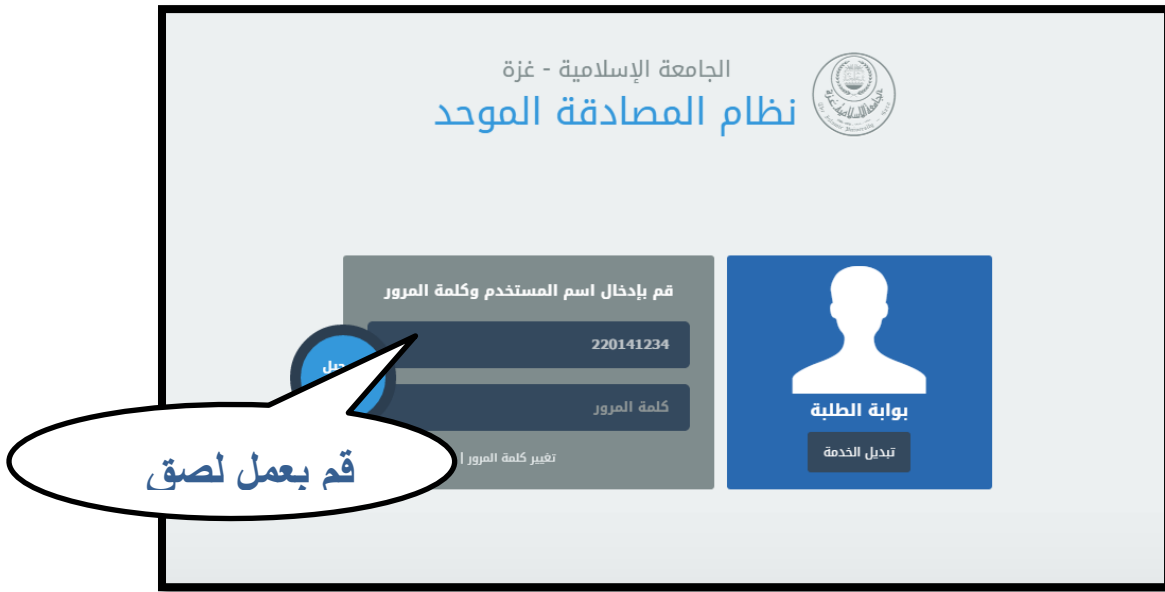 الجامعة الإسلامية - غزة
نظام المصادقة الموحد
قم بإدخال اسم المستخدم وكلمة المرور
220141234
كلمة المرور
تغيير كلمة المرور |
بوابة الطلبة
تبديل الخدمة
قم بعمل لصق